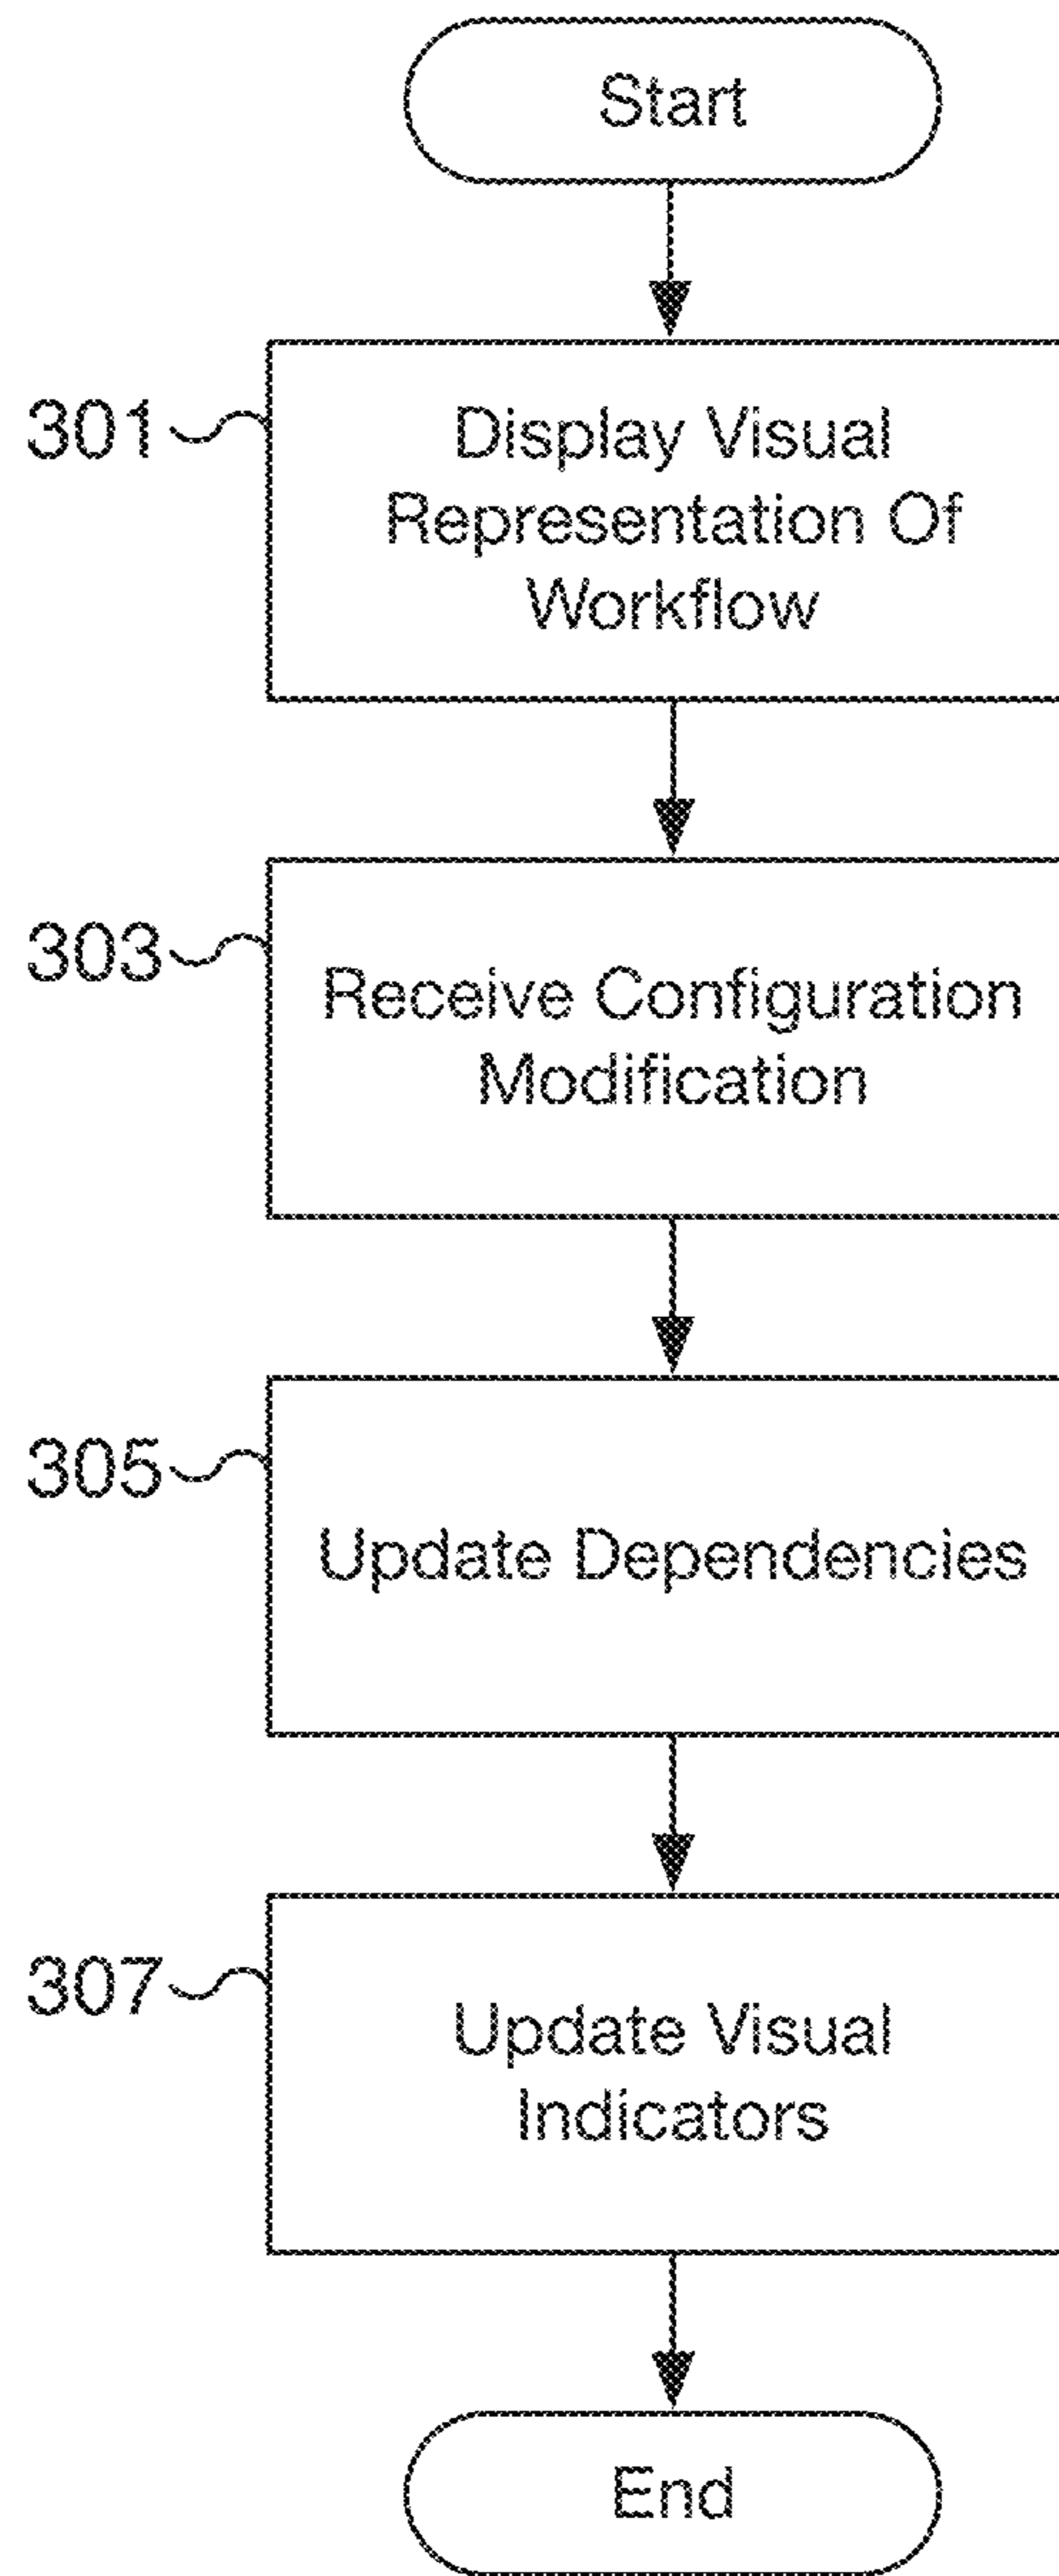 Start
301
Display Visual
Representation Of
Workflow
303
Receive Configuration
Modification
305
Update Dependencies
307
Update Visual
Indicators
End